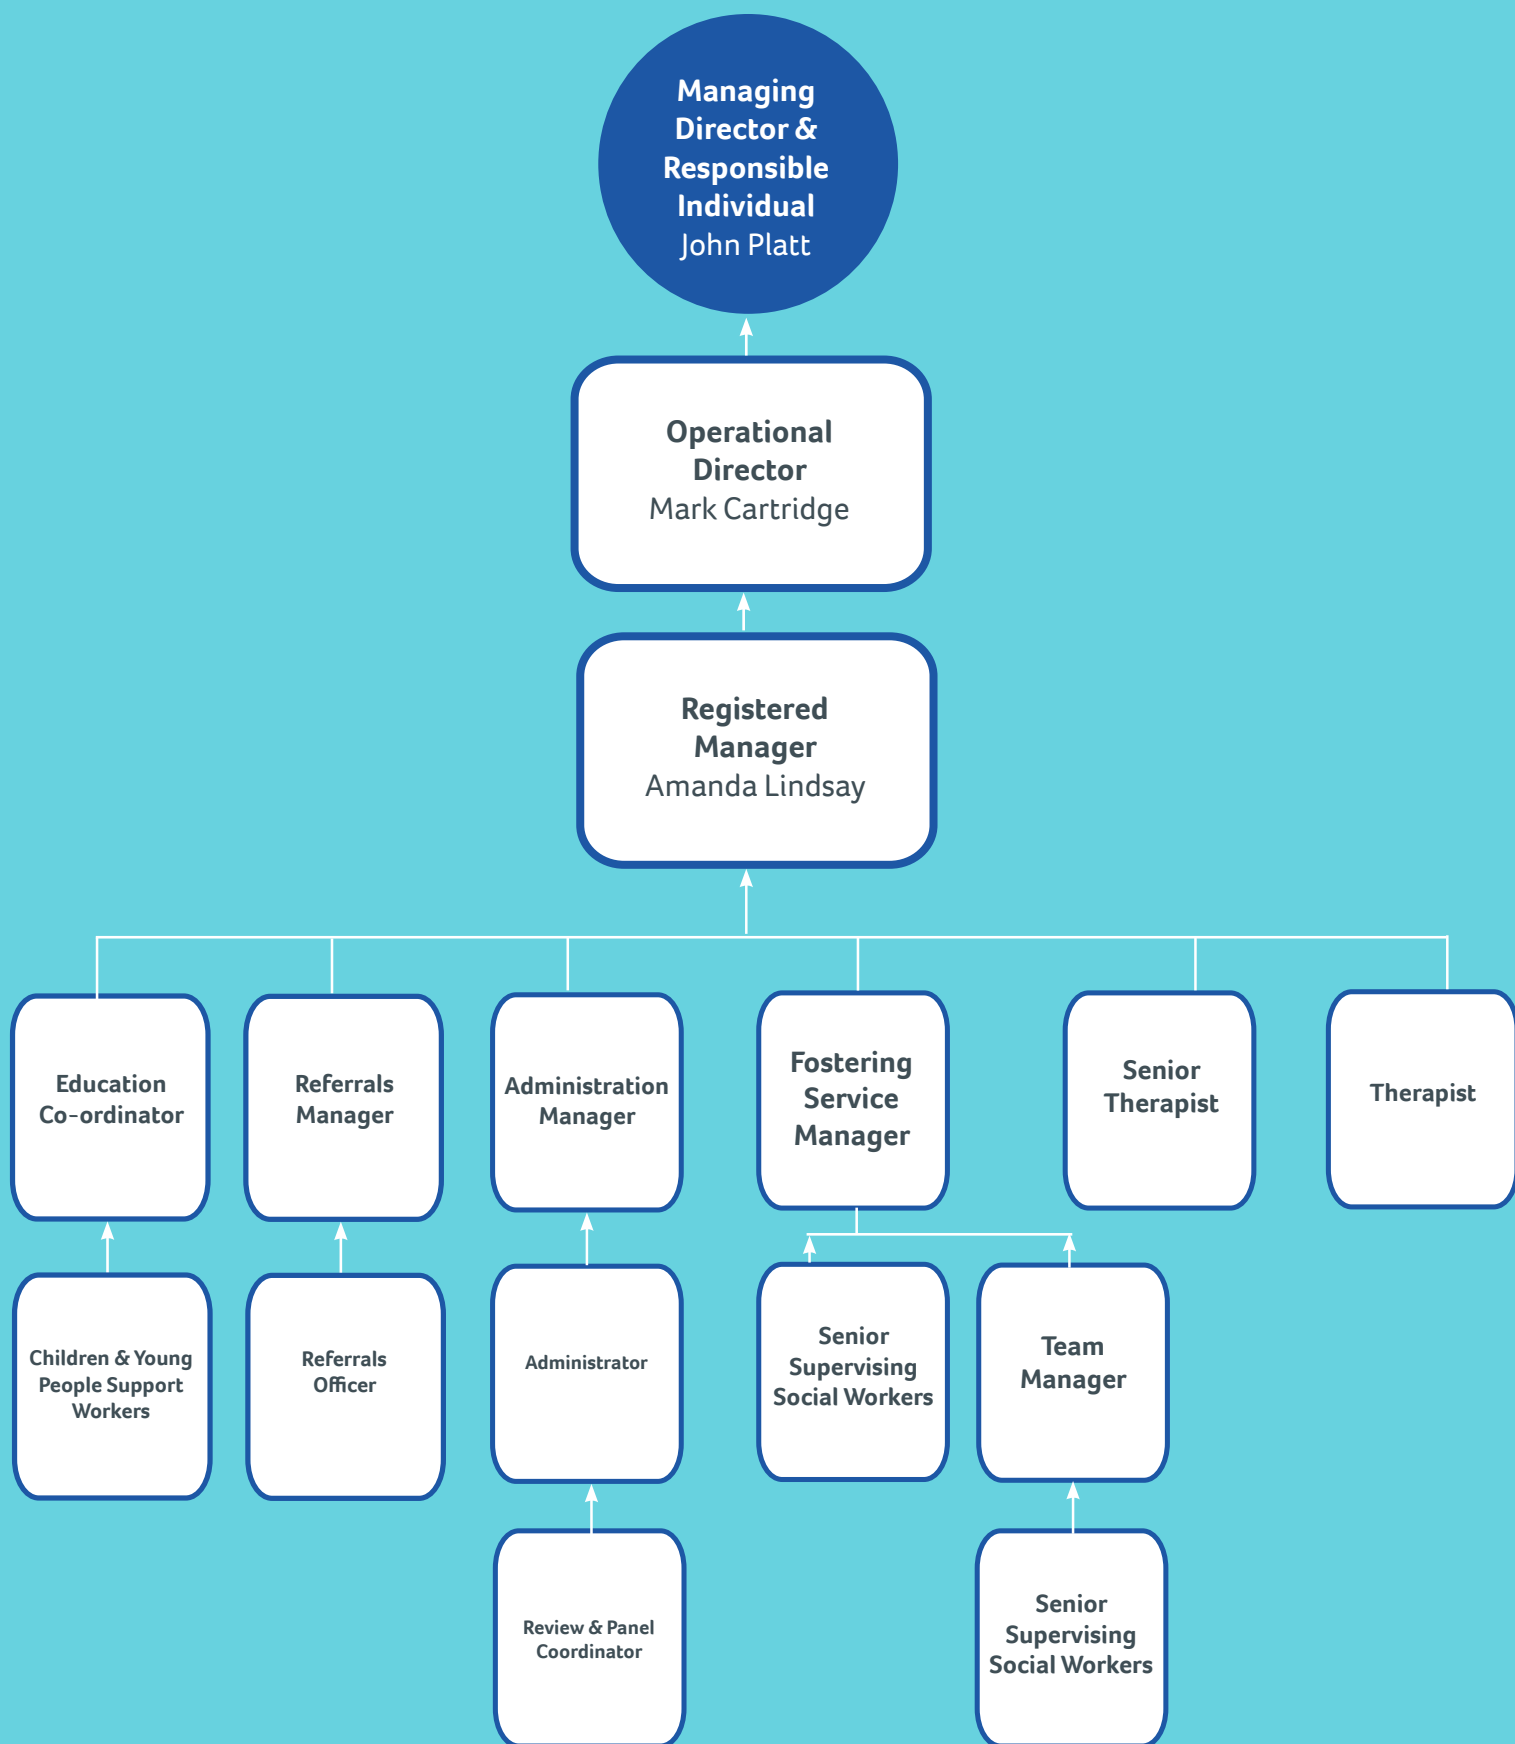 Managing
Director &
Responsible
Individual
John Platt
Operational
Director
Mark Cartridge
Registered
Manager
Amanda Lindsay
Education
Co-ordinator
Referrals
Manager
Administration
Manager
Fostering
Service
Manager
Senior
Therapist
Therapist
Children & Young
People Support
Workers
Referrals
Officer
Administrator
Senior
Supervising
Social Workers
Team
Manager
Review & Panel
Coordinator
Senior
Supervising
Social Workers